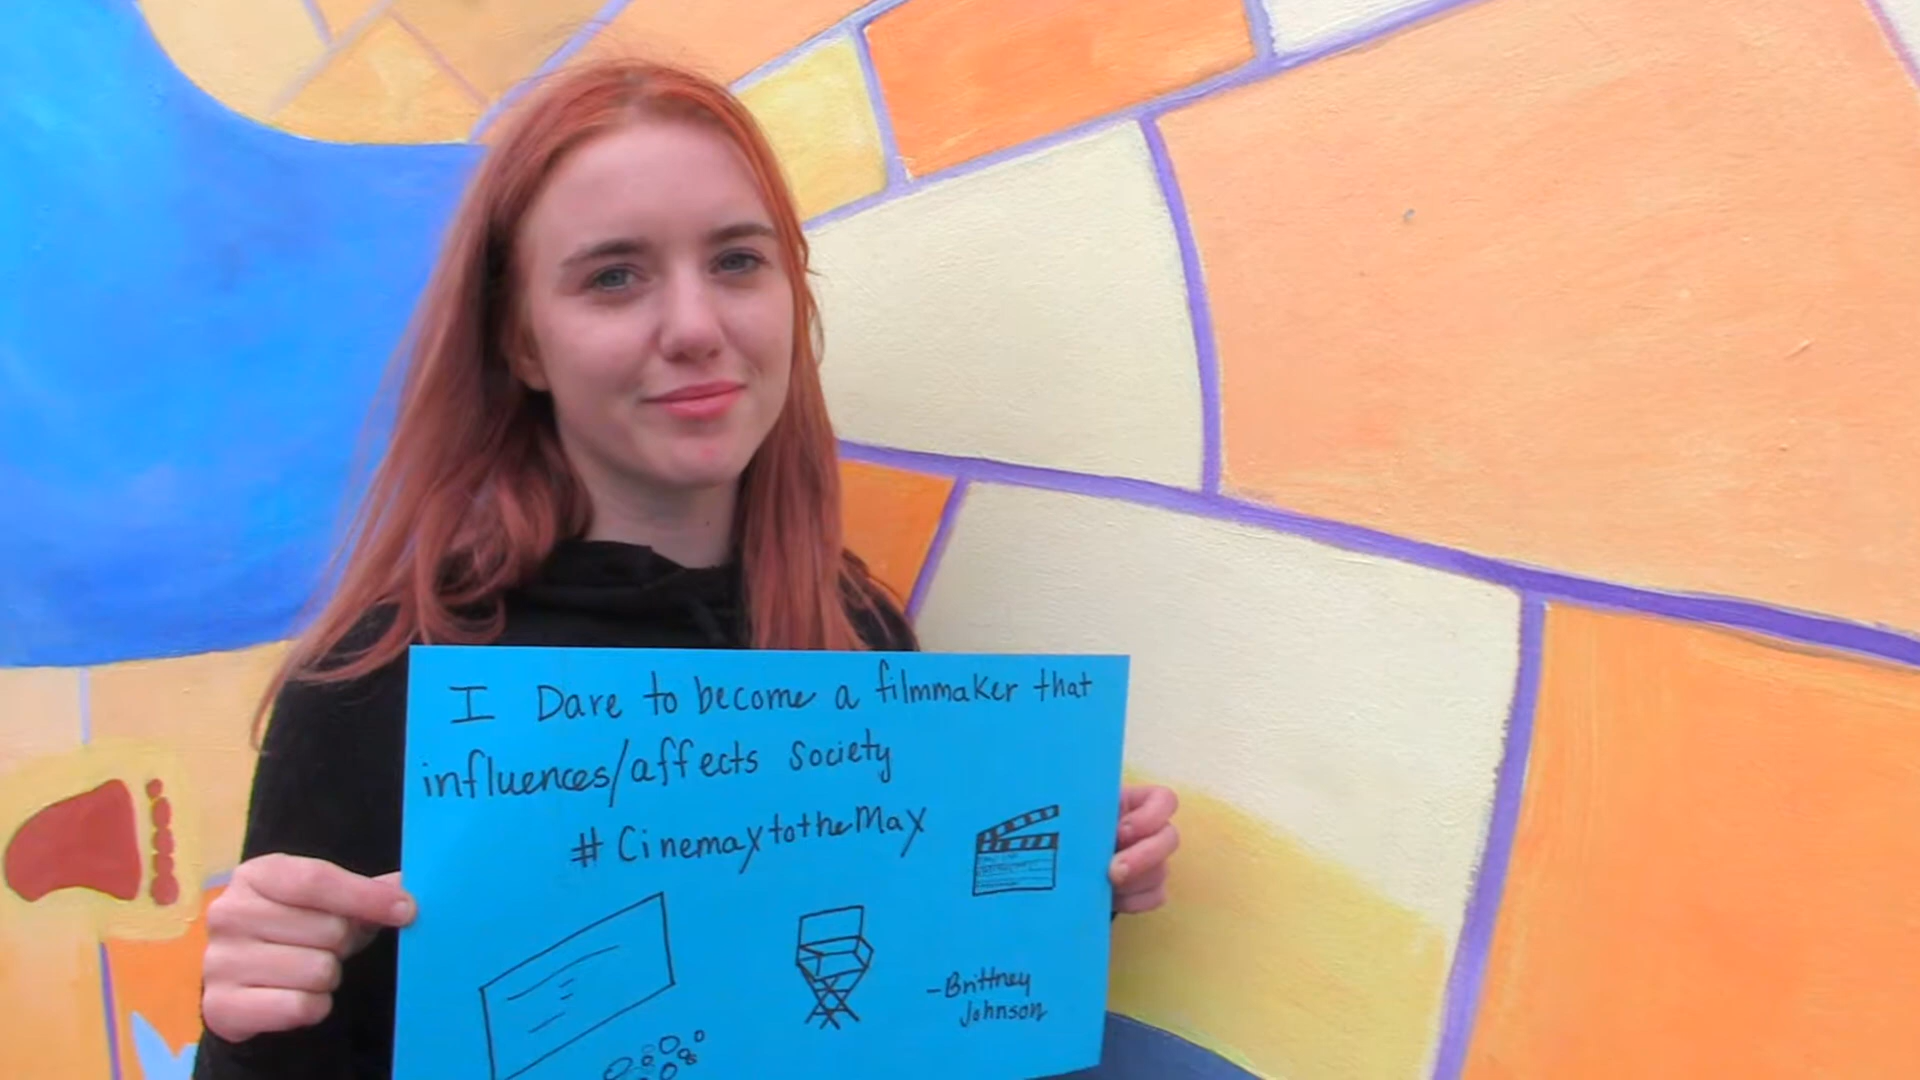 I Dare to become a filmmaker that
influences/affects society
#CinemaxtotheMax
-Brittney
Johnson